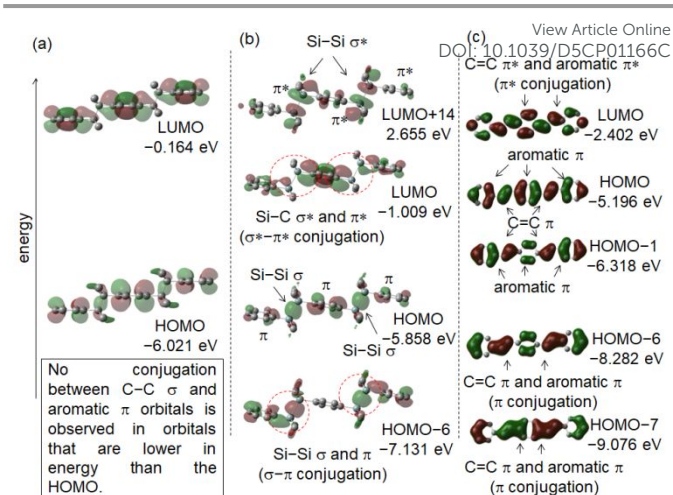 View Article Online
DOI: 10.1039/D5CP01166C
(a)
energy
LUMO
−0.164 eV
HOMO
−6.021 eV
No conjugation
between C−C σ and
aromatic π orbitals is
observed in orbitals
that are lower in
energy than the
HOMO.
(b)
Si−Si σ*
π*
π*
π*
LUMO+14
2.655 eV
LUMO
−1.009 eV
Si−C σ* and π*
(σ*−π* conjugation)
Si−Si σ
π
π
π
HOMO
−5.858 eV
Si−Si σ
HOMO−6
−7.131 eV
Si−Si σ and π
(σ−π conjugation)
(c)
C=C π* and aromatic π*
(π* conjugation)
LUMO
−2.402 eV
aromatic π
HOMO
−5.196 eV
C=C π
HOMO-1
−6.318 eV
aromatic π
HOMO−6
−8.282 eV
C=C π and aromatic π
(π conjugation)
HOMO−7
−9.076 eV
C=C π and aromatic π
(π conjugation)